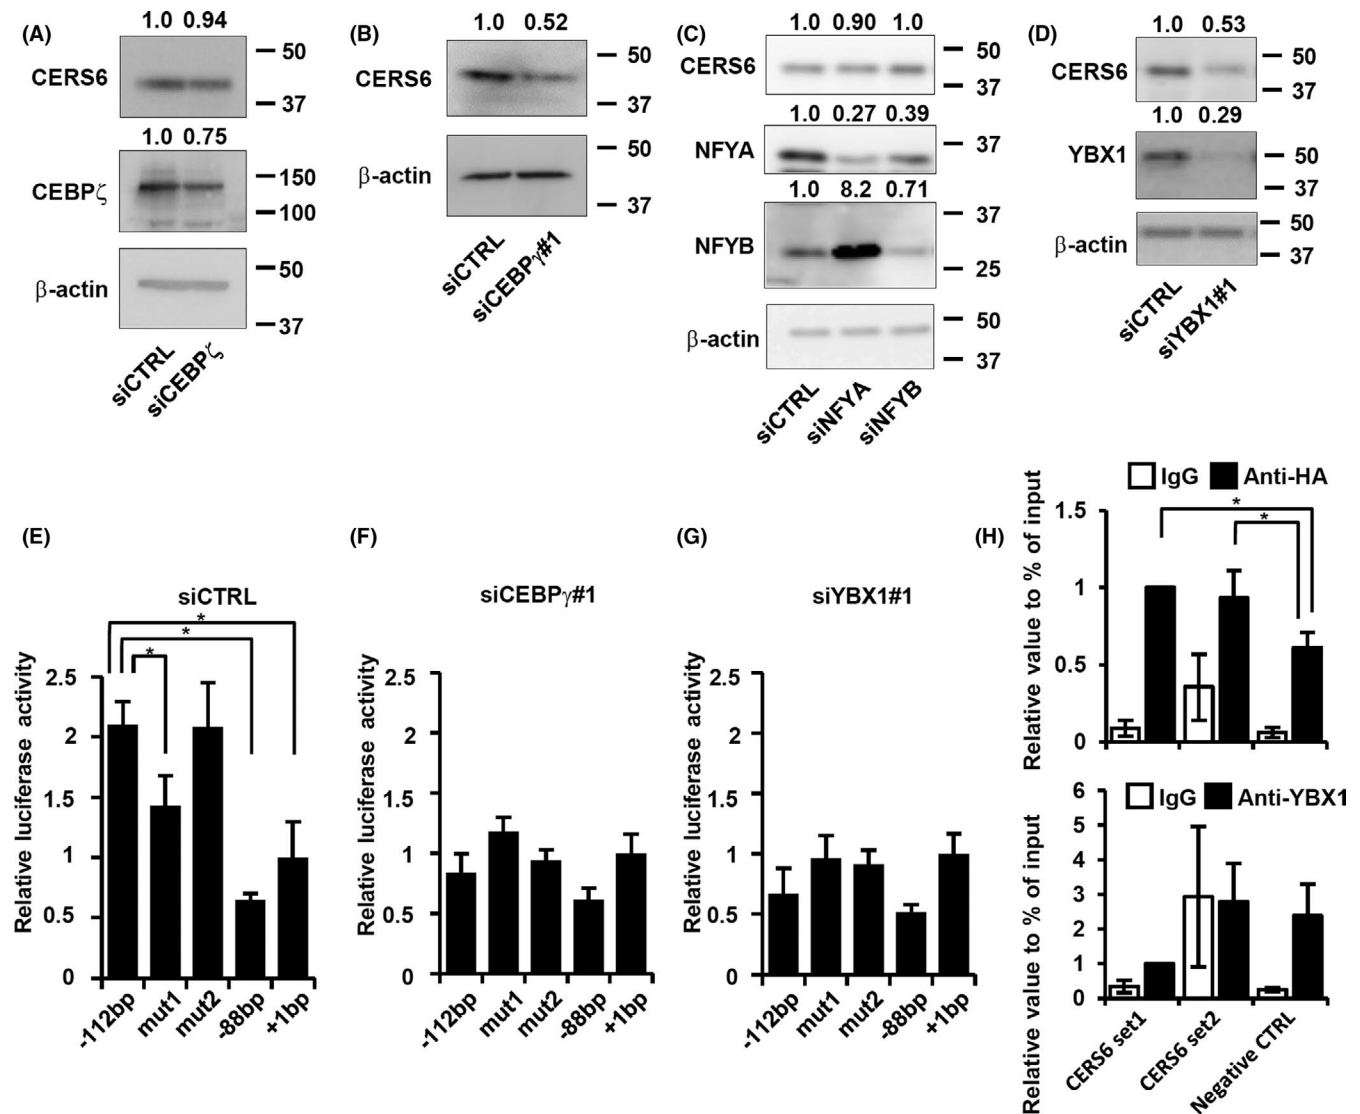 (A)
1.0 0.94
CERS6
50
37
1.0 0.75
CEBPζ
150
100
β-actin
50
37
siCTRL
siCEBPζ
(B)
1.0 0.52
CERS6
50
37
β-actin
50
37
siCTRL
siCEBPγ#1
(C)
1.0 0.90 1.0
CERS6
50
37
1.0 0.27 0.39
NFYA
37
1.0 8.2 0.71
NFYB
37
25
β-actin
50
37
siCTRL
siNFYA
siNFYB
(D)
1.0 0.53
CERS6
50
37
1.0 0.29
YBX1
50
37
β-actin
50
37
siCTRL
siYBX1#1
(E)
siCTRL
*
*
*
Relative luciferase activity
2.5
2
1.5
1
0.5
0
-112bp
mut1
mut2
-88bp
+1bp
(F)
siCEBPγ#1
Relative luciferase activity
2.5
2
1.5
1
0.5
0
-112bp
mut1
mut2
-88bp
+1bp
(G)
siYBX1#1
Relative luciferase activity
2.5
2
1.5
1
0.5
0
-112bp
mut1
mut2
-88bp
+1bp
(H)
IgG Anti-HA
*
*
Relative value to % of input
1.5
1
0.5
0
IgG Anti-YBX1
Relative value to % of input
6
5
4
3
2
1
0
CERS6 set1
CERS6 set2
Negative CTRL